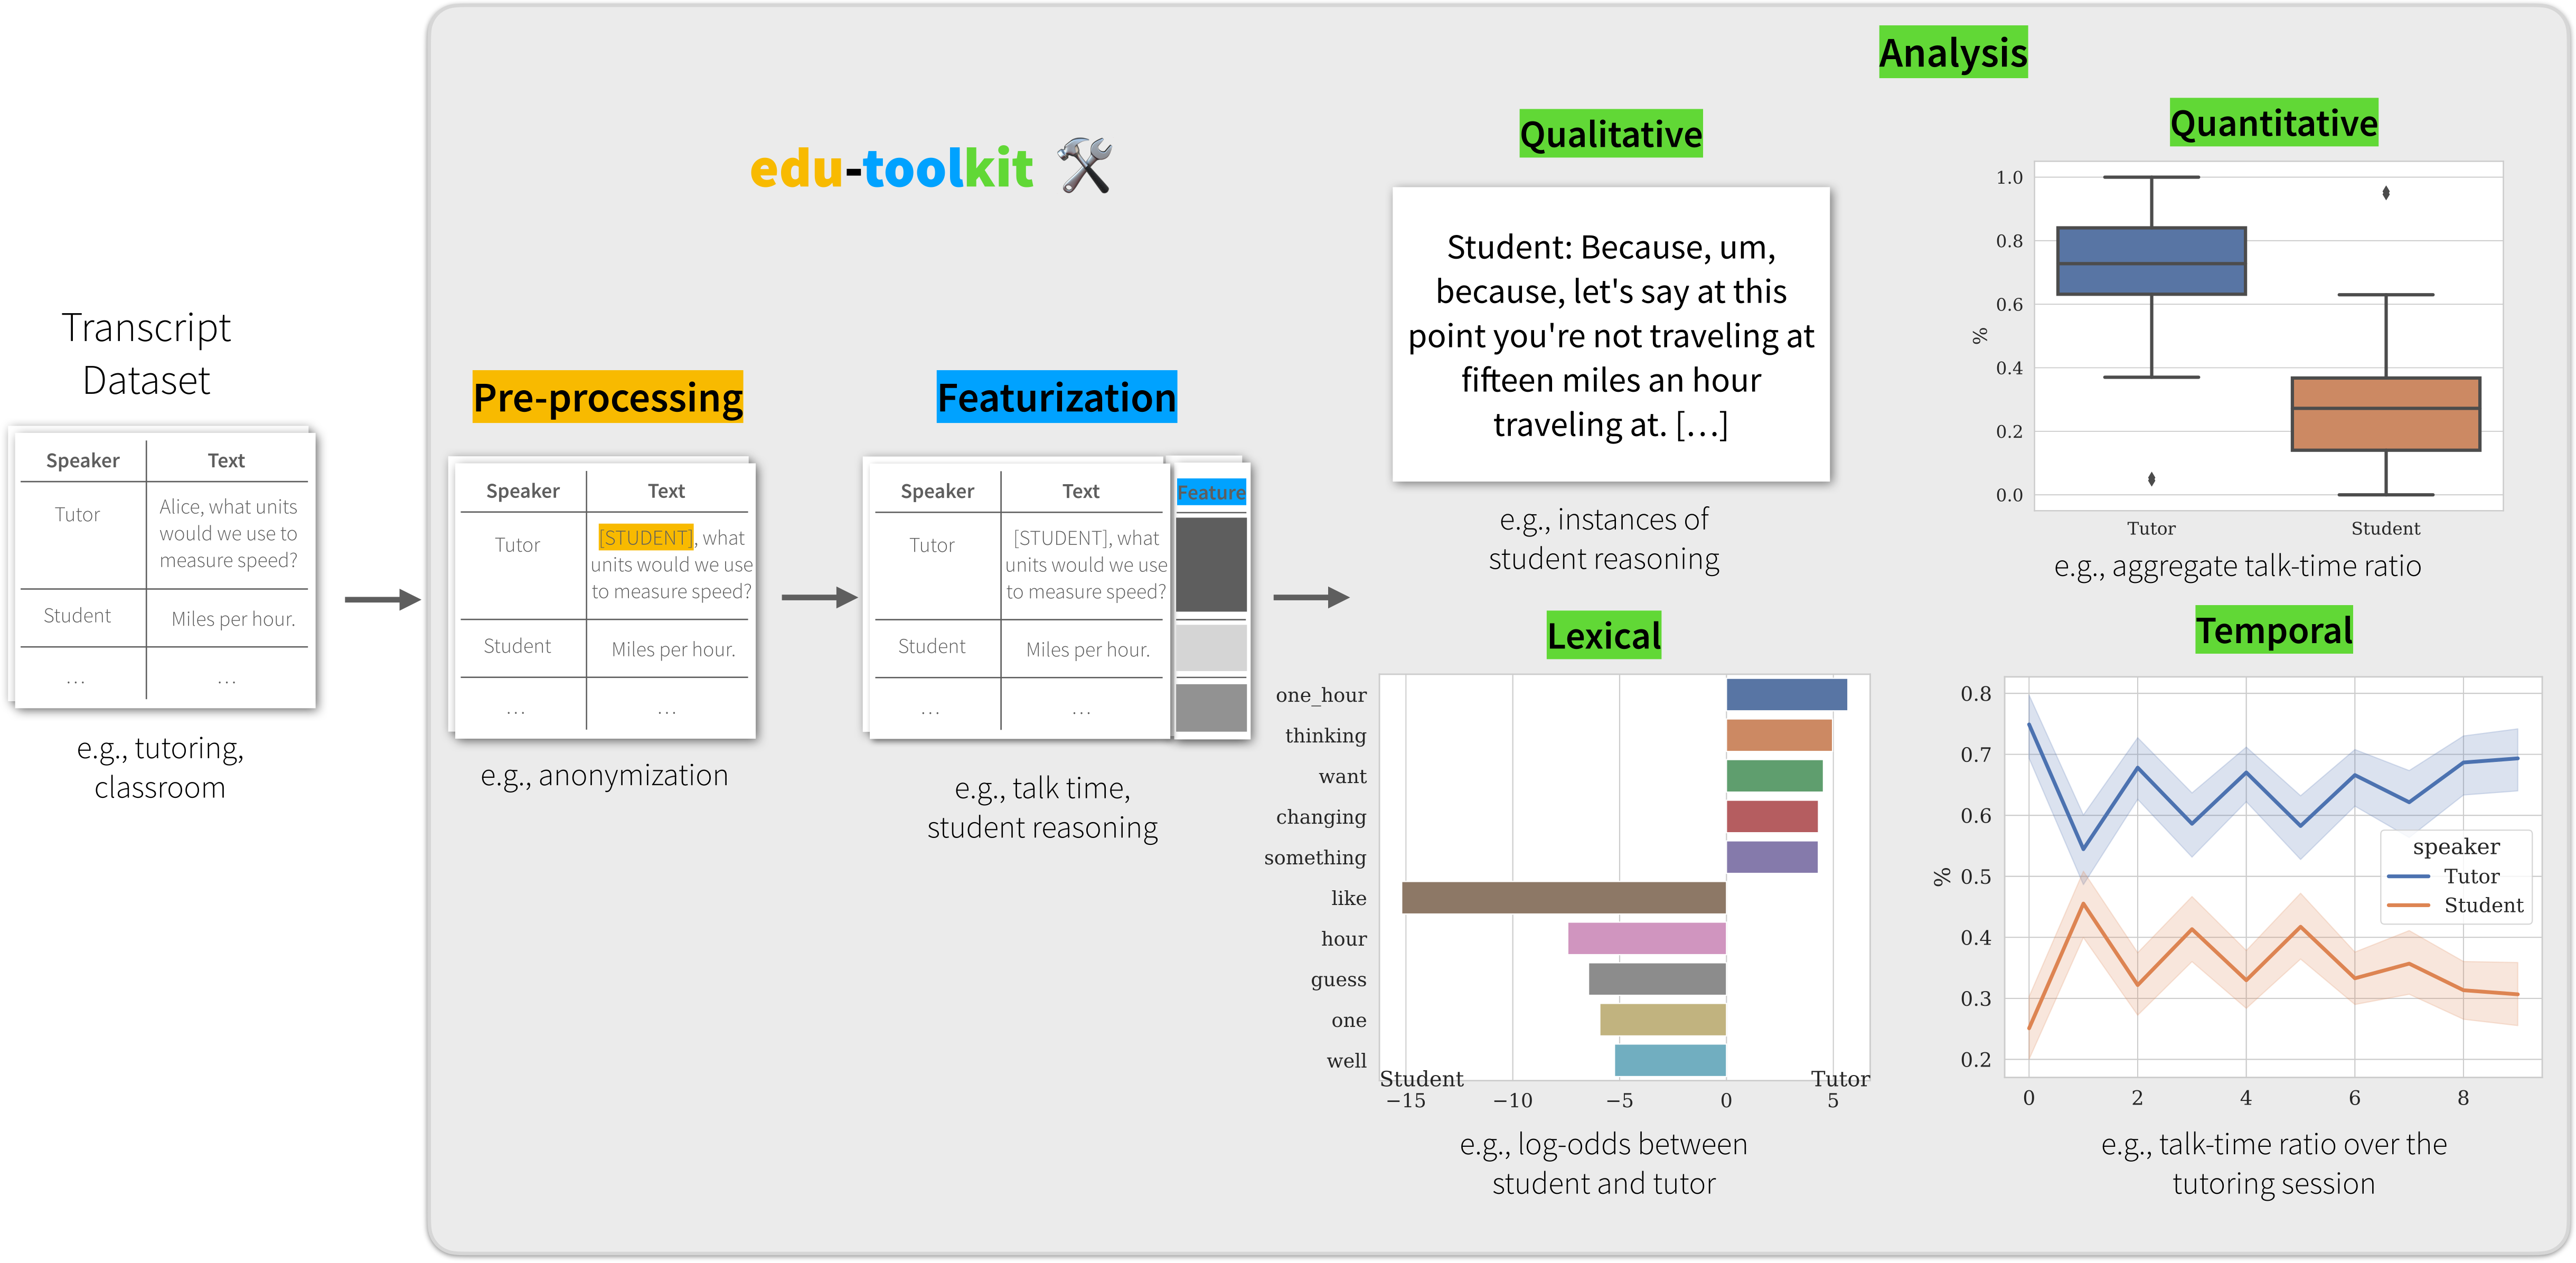 Transcript
Dataset
Speaker Text
Tutor
Alice, what units
would we use to
measure speed?
Student Miles per hour.
... ...
e.g., tutoring,
classroom
edu-toolkit
Pre-processing
Speaker Text
Tutor
[STUDENT], what
units would we use
to measure speed?
Student Miles per hour.
... ...
e.g., anonymization
Featurization
Speaker Text Feature
Tutor
[STUDENT], what
units would we use
to measure speed?
Student Miles per hour.
... ...
e.g., talk time,
student reasoning
Analysis
Qualitative
Student: Because, um,
because, let's say at this
point you're not traveling at
fifteen miles an hour
traveling at. [...]
e.g., instances of
student reasoning
Quantitative
1.0
0.8
0.6
0.4
0.2
0.0
%
Tutor Student
e.g., aggregate talk-time ratio
Lexical
one_hour
thinking
want
changing
something
like
hour
guess
one
well
Student Tutor
−15 −10 −5 0 5
e.g., log-odds between
student and tutor
Temporal
0.8
0.7
0.6
0.5
0.4
0.3
0.2
%
speaker
Tutor
Student
0 2 4 6 8
e.g., talk-time ratio over the
tutoring session